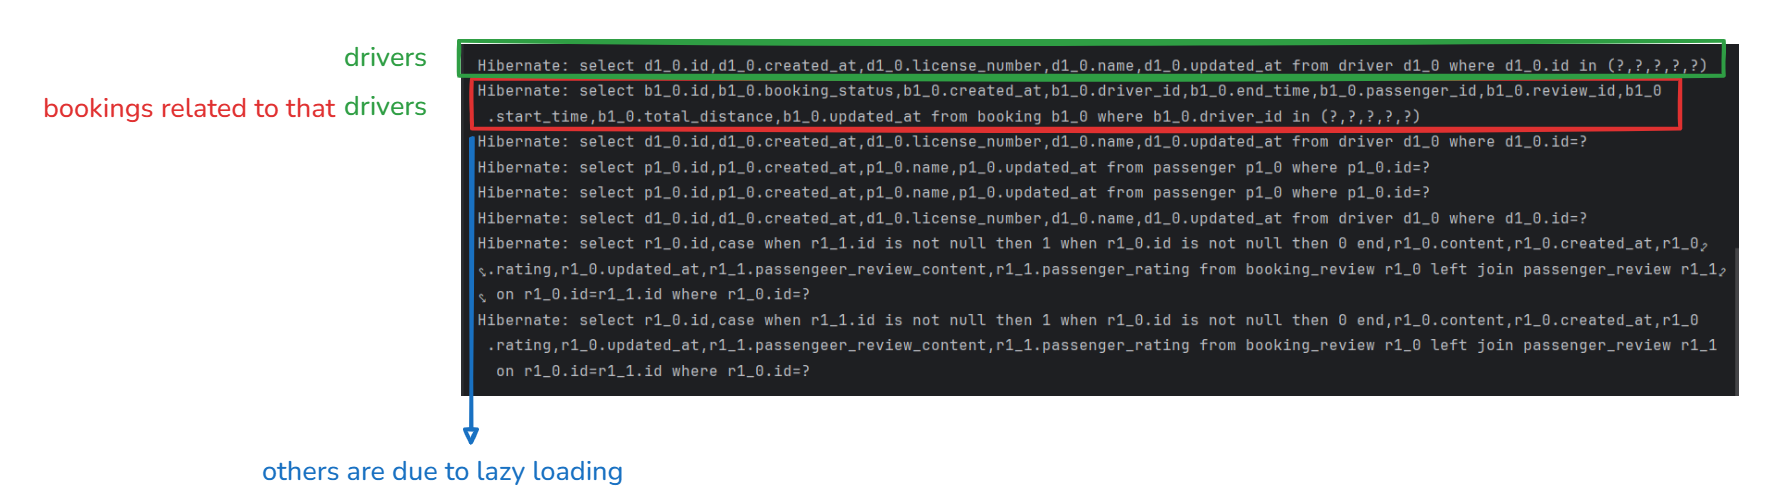 drivers
Hibernate: select d1_0.id,d1_0.created_at,d1_0.license_number,d1_0.name,d1_0.updated_at from driver d1_0 where d1_0.id in (?,?,?,?,?)
bookings related to that drivers
Hibernate: select b1_0.id,b1_0.booking_status,b1_0.created_at,b1_0.driver_id,b1_0.end_time,b1_0.passenger_id,b1_0.review_id,b1_0
.start_time,b1_0.total_distance,b1_0.updated_at from booking b1_0 where b1_0.driver_id in (?,?,?,?,?)
Hibernate: select d1_0.id,d1_0.created_at,d1_0.license_number,d1_0.name,d1_0.updated_at from driver d1_0 where d1_0.id=?
Hibernate: select p1_0.id,p1_0.created_at,p1_0.name,p1_0.updated_at from passenger p1_0 where p1_0.id=?
Hibernate: select p1_0.id,p1_0.created_at,p1_0.name,p1_0.updated_at from passenger p1_0 where p1_0.id=?
Hibernate: select d1_0.id,d1_0.created_at,d1_0.license_number,d1_0.name,d1_0.updated_at from driver d1_0 where d1_0.id=?
Hibernate: select r1_0.id,case when r1_1.id is not null then 1 when r1_0.id is not null then 0 end,r1_0.content,r1_0.created_at,r1_0
.rating,r1_0.updated_at,r1_1.passengeer_review_content,r1_1.passenger_rating from booking_review r1_0 left join passenger_review r1_1
on r1_0.id=r1_1.id where r1_0.id=?
Hibernate: select r1_0.id,case when r1_1.id is not null then 1 when r1_0.id is not null then 0 end,r1_0.content,r1_0.created_at,r1_0
.rating,r1_0.updated_at,r1_1.passengeer_review_content,r1_1.passenger_rating from booking_review r1_0 left join passenger_review r1_1
on r1_0.id=r1_1.id where r1_0.id=?
others are due to lazy loading